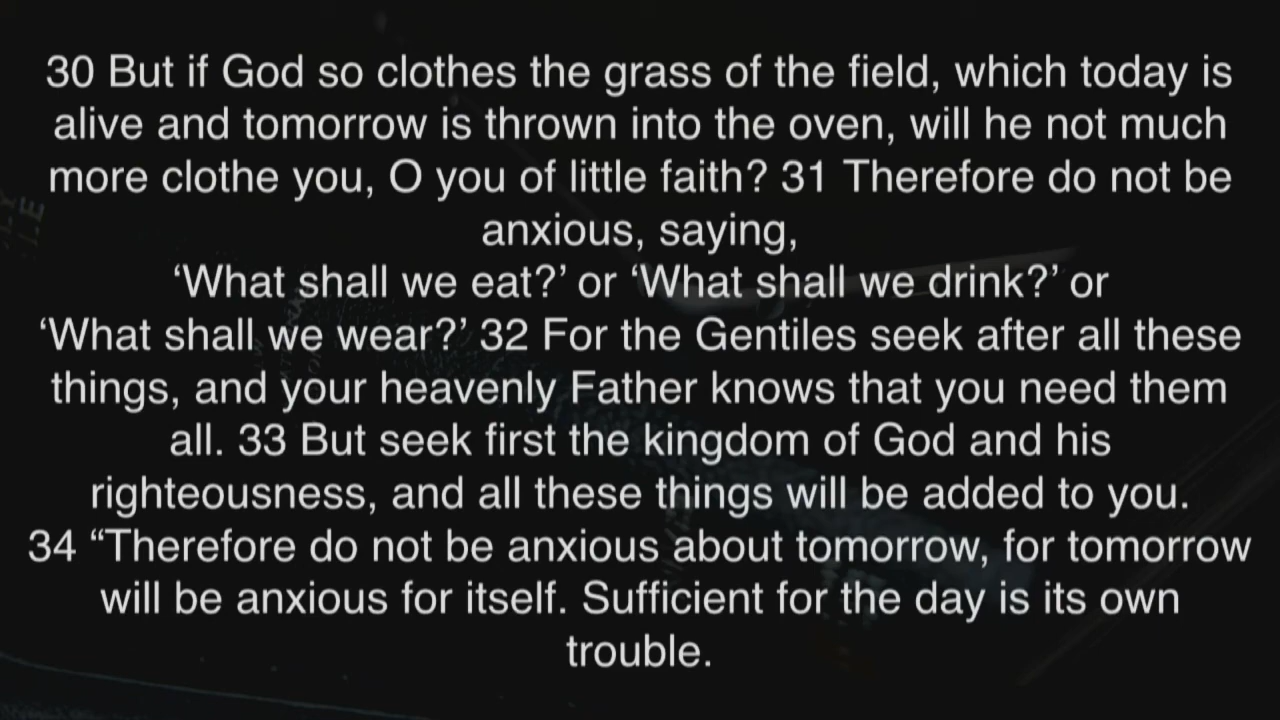 30 But if God so clothes the grass of the field, which today is
alive and tomorrow is thrown into the oven, will he not much
more clothe you, O you of little faith? 31 Therefore do not be
anxious, saying,
‘What shall we eat?’ or ‘What shall we drink?’ or
‘What shall we wear?’ 32 For the Gentiles seek after all these
things, and your heavenly Father knows that you need them
all. 33 But seek first the kingdom of God and his
righteousness, and all these things will be added to you.
34 “Therefore do not be anxious about tomorrow, for tomorrow
will be anxious for itself. Sufficient for the day is its own
trouble.